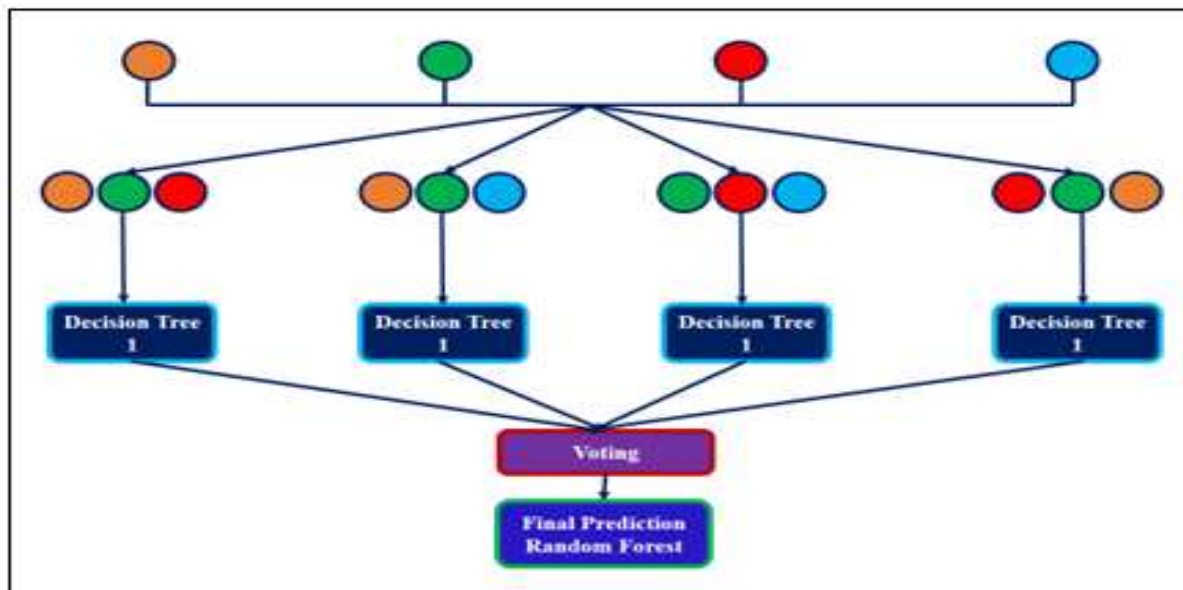 Decision Tree
1
Decision Tree
1
Decision Tree
1
Decision Tree
1
Voting
Final Prediction
Random Forest